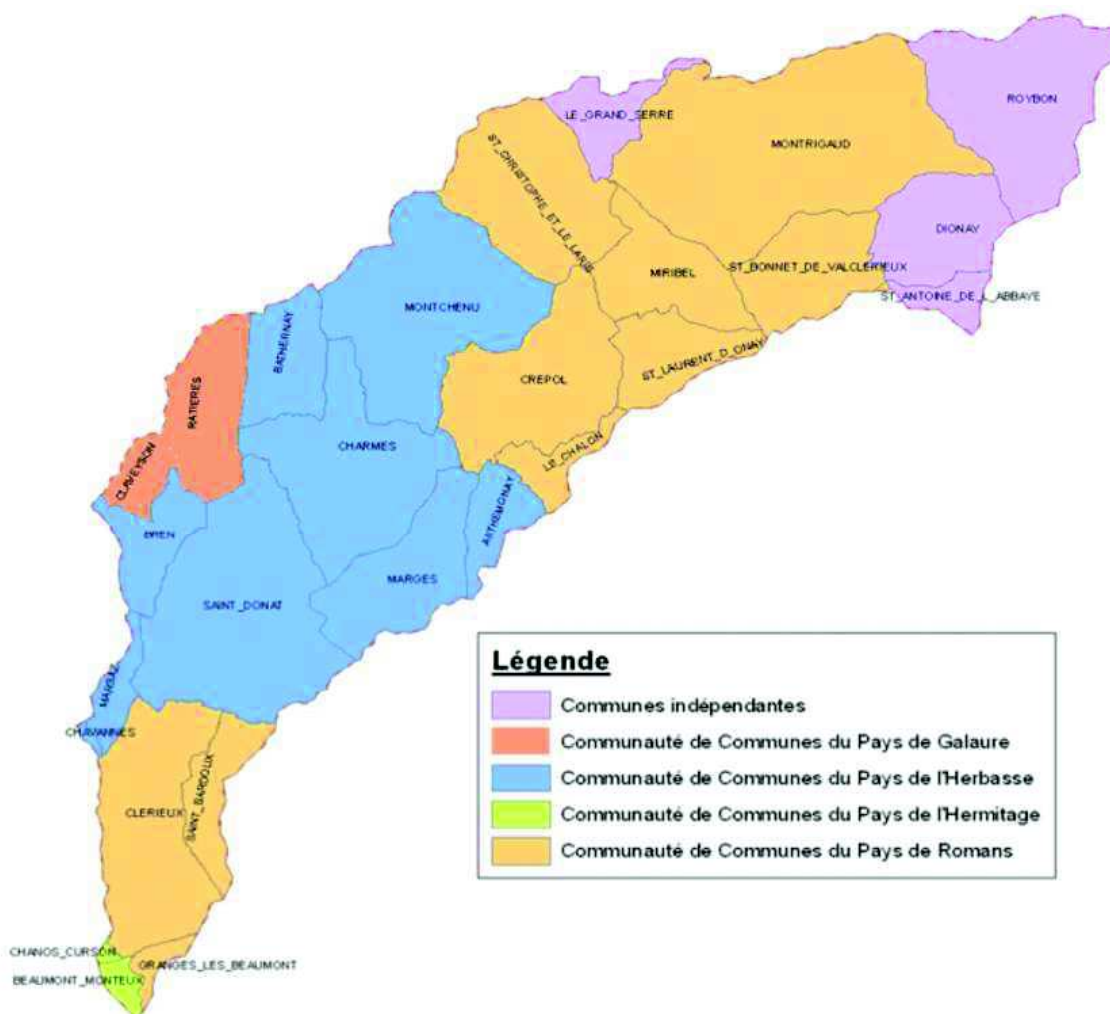 ROYBON
LE_GRAND_SERRE
MONTRIGAUD
ST_CHRISTOPHE_ET_LE_LARIS
DIONAY
MIRIBEL
ST_BONNET_DE_VALCLERIEUX
ST_ANTOINE_DE_L_ABBAYE
MONTCHENU
BATHERNAY
ST_LAURENT_D_ONAY
CREPOL
RATIERES
CHARMES
LE_CHALON
CLAVEYSON
ARTHEMONAY
BREN
MARGES
SAINT_DONAT
MARSAZ
CHAVANNES
CLERIEUX
SAINT_BARDOUX
CHANOS_CURSON
GRANGES_LES_BEAUMONT
BEAUMONT_MONTEUX
Légende
Communes indépendantes
Communauté de Communes du Pays de Galaure
Communauté de Communes du Pays de l'Herbasse
Communauté de Communes du Pays de l'Hermitage
Communauté de Communes du Pays de Romans